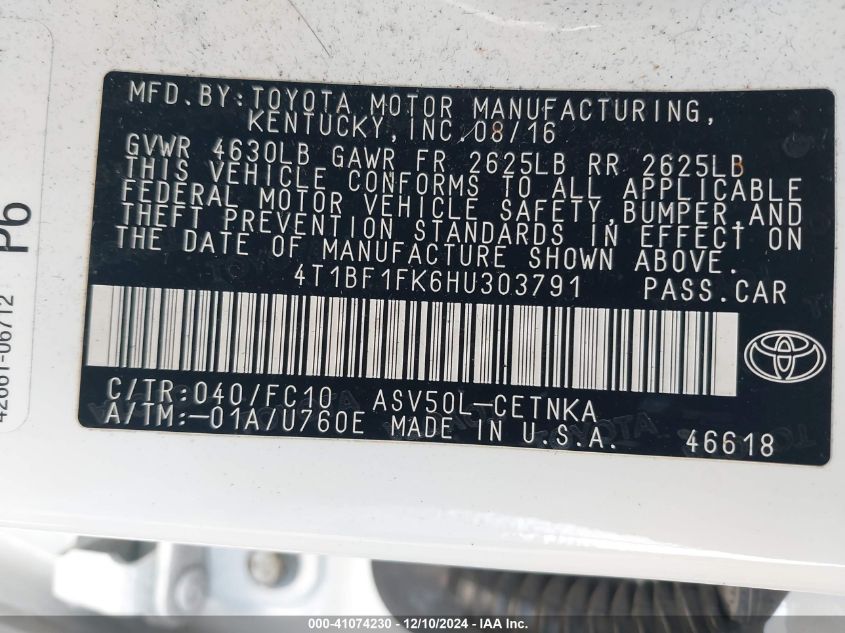 MFD.BY:TOYOTA MOTOR MANUFACTURING,
KENTUCKY, INC. 08/16
GVWR 4630LB GAWR FR 2625LB RR 2625LB
THIS VEHICLE CONFORMS TO ALL APPLICABLE
FEDERAL MOTOR VEHICLE SAFETY,BUMPER,AND
THEFT PREVENTION STANDARDS IN EFFECT ON
THE DATE OF MANUFACTURE SHOWN ABOVE.
4T1BF1FK6HU303791 PASS.CAR
C/TR:040/FC10 ASV50L-CETNKA
A/TM:-01A/U760E MADE IN U.S.A. 46618
P6
42661-06712
000-41074230 - 12/10/2024 - IAA Inc.